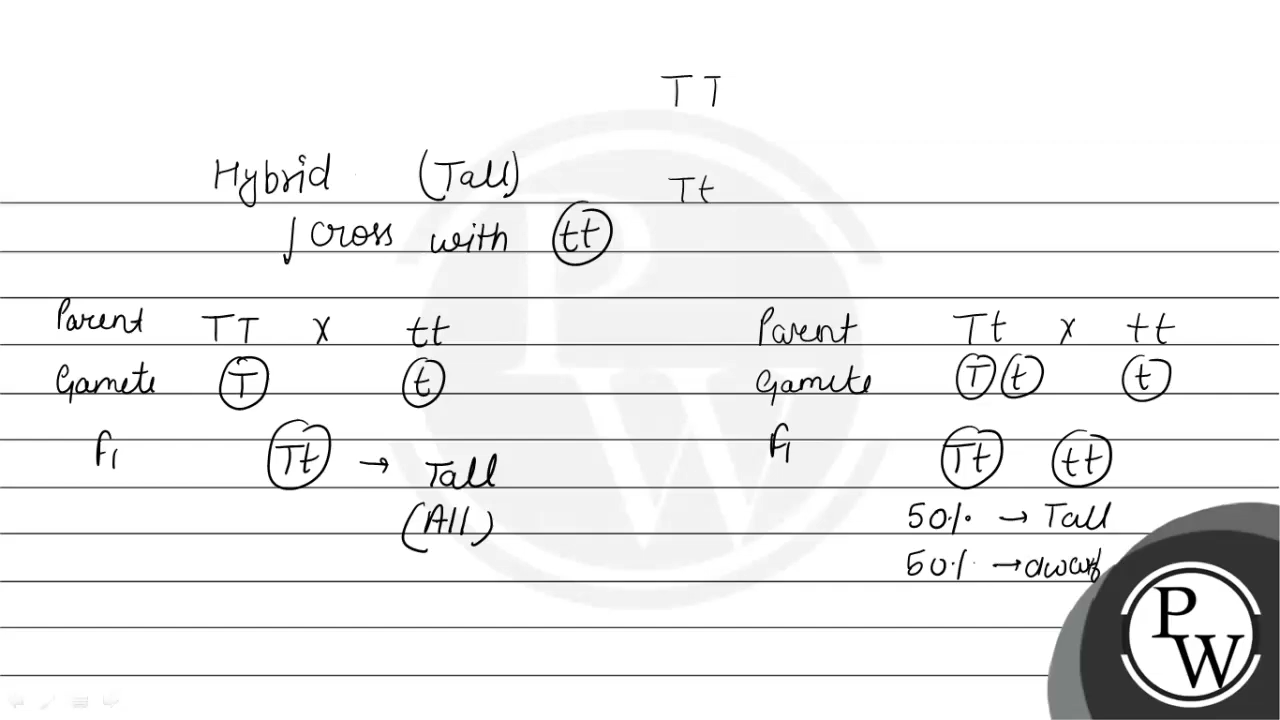 TT
Hybrid (Tall)
Tt
↓ cross with tt
Parent TT x tt
Gamete T t
F1 Tt → Tall
(All)
Parent Tt x tt
Gamete T t t
F1 Tt tt
50% → Tall
50% → dwarf
PW